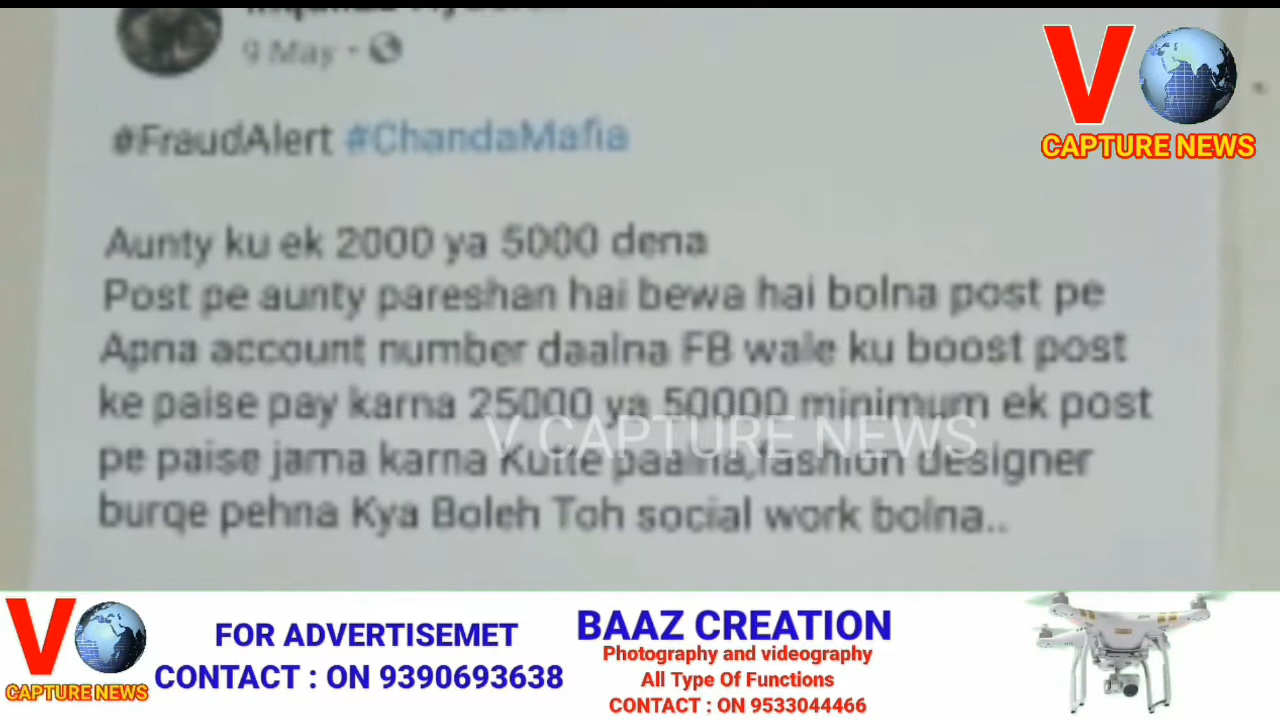 9 May
#FraudAlert #ChandaMafia
Aunty ku ek 2000 ya 5000 dena
Post pe aunty pareshan hai bewa hai bolna post pe
Apna account number daalna FB wale ku boost post
ke paise pay karna 25000 ya 50000 minimum ek post
pe paise jama karna Kutte paalna,fashion designer
burqe pehna Kya Boleh Toh social work bolna..
V CAPTURE NEWS
V
CAPTURE NEWS
V
CAPTURE NEWS
FOR ADVERTISEMET
CONTACT : ON 9390693638
BAAZ CREATION
Photography and videography
All Type Of Functions
CONTACT : ON 9533044466